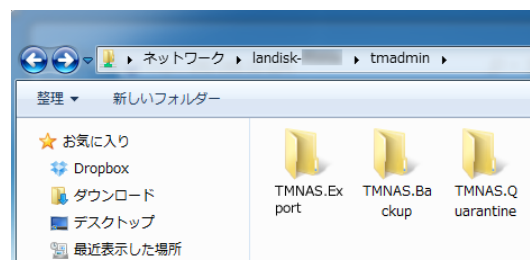 ネットワーク landisk- tmadmin
整理 新しいフォルダー
お気に入り
Dropbox
ダウンロード
デスクトップ
最近表示した場所
TMNAS.Ex
port
TMNAS.Ba
ckup
TMNAS.Q
uarantine